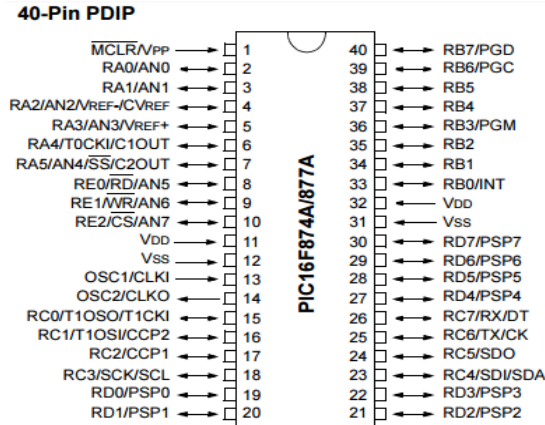 40-Pin PDIP
MCLR/VPP 1 40 RB7/PGD
RA0/AN0 2 39 RB6/PGC
RA1/AN1 3 38 RB5
RA2/AN2/VREF-/CVREF 4 37 RB4
RA3/AN3/VREF+ 5 36 RB3/PGM
RA4/T0CKI/C1OUT 6 35 RB2
RA5/AN4/SS/C2OUT 7 34 RB1
RE0/RD/AN5 8 33 RB0/INT
RE1/WR/AN6 9 32 VDD
RE2/CS/AN7 10 31 VSS
VDD 11 30 RD7/PSP7
VSS 12 29 RD6/PSP6
OSC1/CLKI 13 28 RD5/PSP5
OSC2/CLKO 14 27 RD4/PSP4
RC0/T1OSO/T1CKI 15 26 RC7/RX/DT
RC1/T1OSI/CCP2 16 25 RC6/TX/CK
RC2/CCP1 17 24 RC5/SDO
RC3/SCK/SCL 18 23 RC4/SDI/SDA
RD0/PSP0 19 22 RD3/PSP3
RD1/PSP1 20 21 RD2/PSP2
PIC16F874A/877A